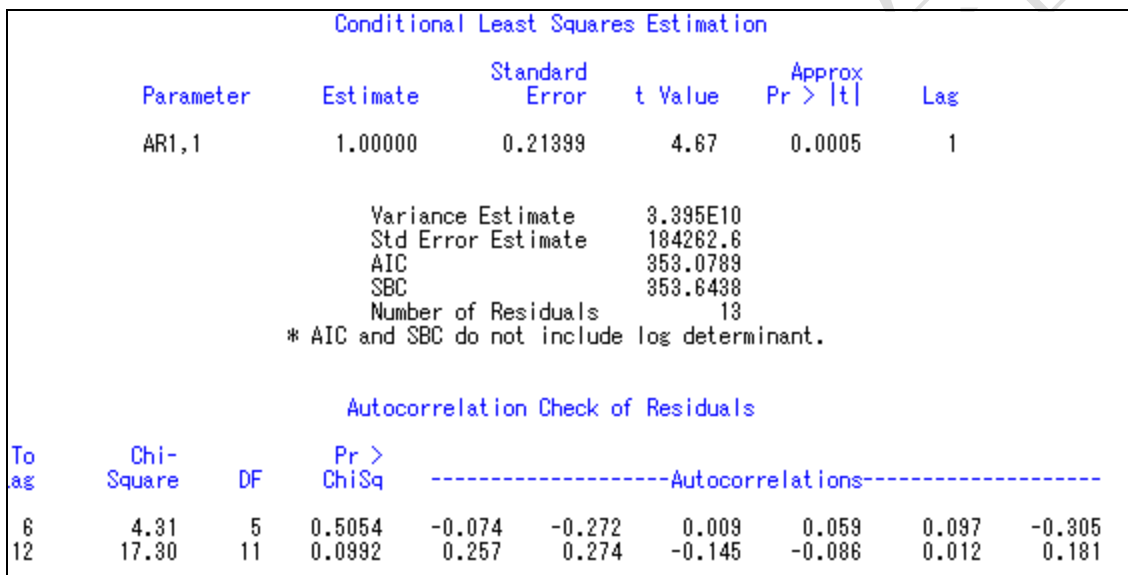 Conditional Least Squares Estimation
Standard Approx
Parameter Estimate Error t Value Pr > |t| Lag
AR1,1 1.00000 0.21399 4.67 0.0005 1
Variance Estimate 3.395E10
Std Error Estimate 184262.6
AIC 353.0789
SBC 353.6438
Number of Residuals 13
* AIC and SBC do not include log determinant.
Autocorrelation Check of Residuals
To Chi- Pr >
ag Square DF ChiSq --------------------Autocorrelations--------------------
6 4.31 5 0.5054 -0.074 -0.272 0.009 0.059 0.097 -0.305
12 17.30 11 0.0992 0.257 0.274 -0.145 -0.086 0.012 0.181